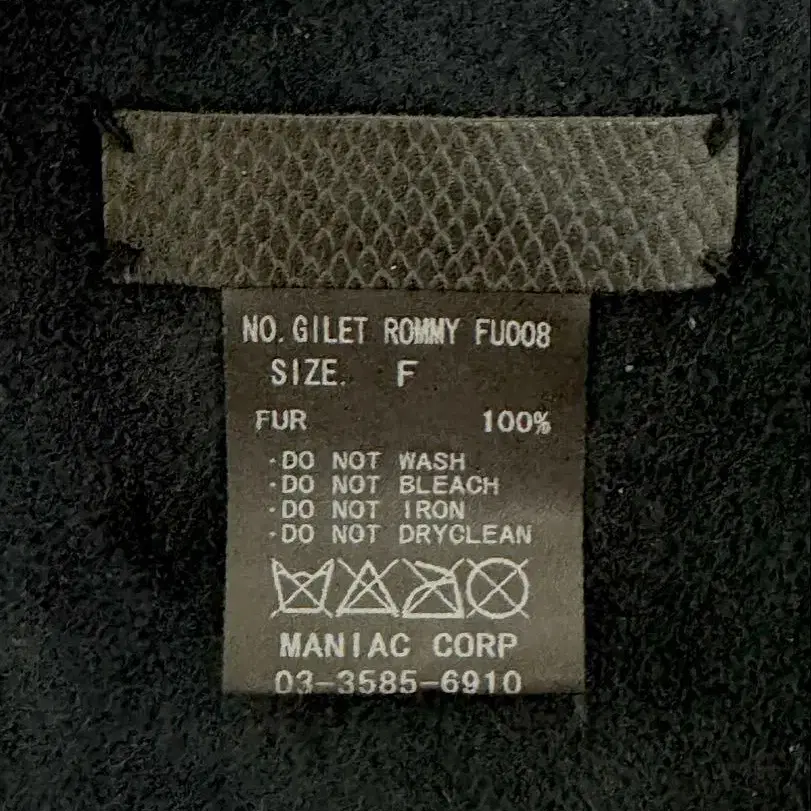 NO. GILET ROMMY FU008
SIZE. F
FUR 100%
·DO NOT WASH
·DO NOT BLEACH
·DO NOT IRON
·DO NOT DRYCLEAN
MANIAC CORP
03-3585-6910